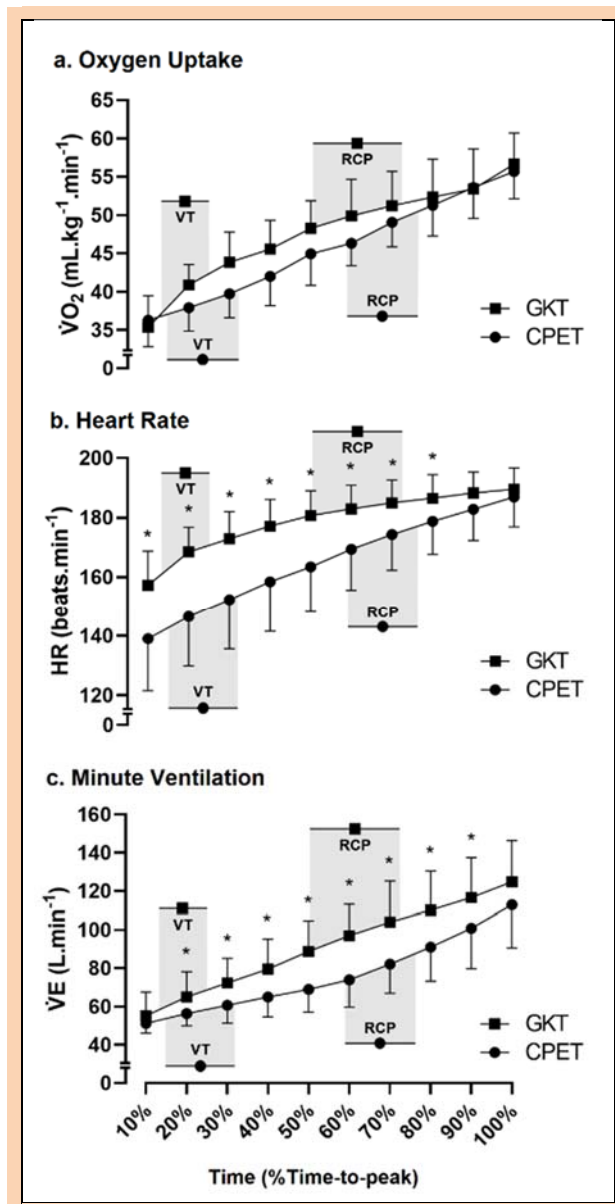 a. Oxygen Uptake
65
60
55
50
45
40
35
0
V̇O₂ (mL.kg⁻¹.min⁻¹)
VT
RCP
VT
RCP
GKT
CPET
b. Heart Rate
200
180
160
140
120
0
HR (beats.min⁻¹)
* * * * * * * *
VT
RCP
VT
RCP
GKT
CPET
c. Minute Ventilation
160
140
120
100
80
60
40
0
V̇E (L.min⁻¹)
* * * * * * * *
VT
RCP
VT
RCP
GKT
CPET
10% 20% 30% 40% 50% 60% 70% 80% 90% 100%
Time (%Time-to-peak)